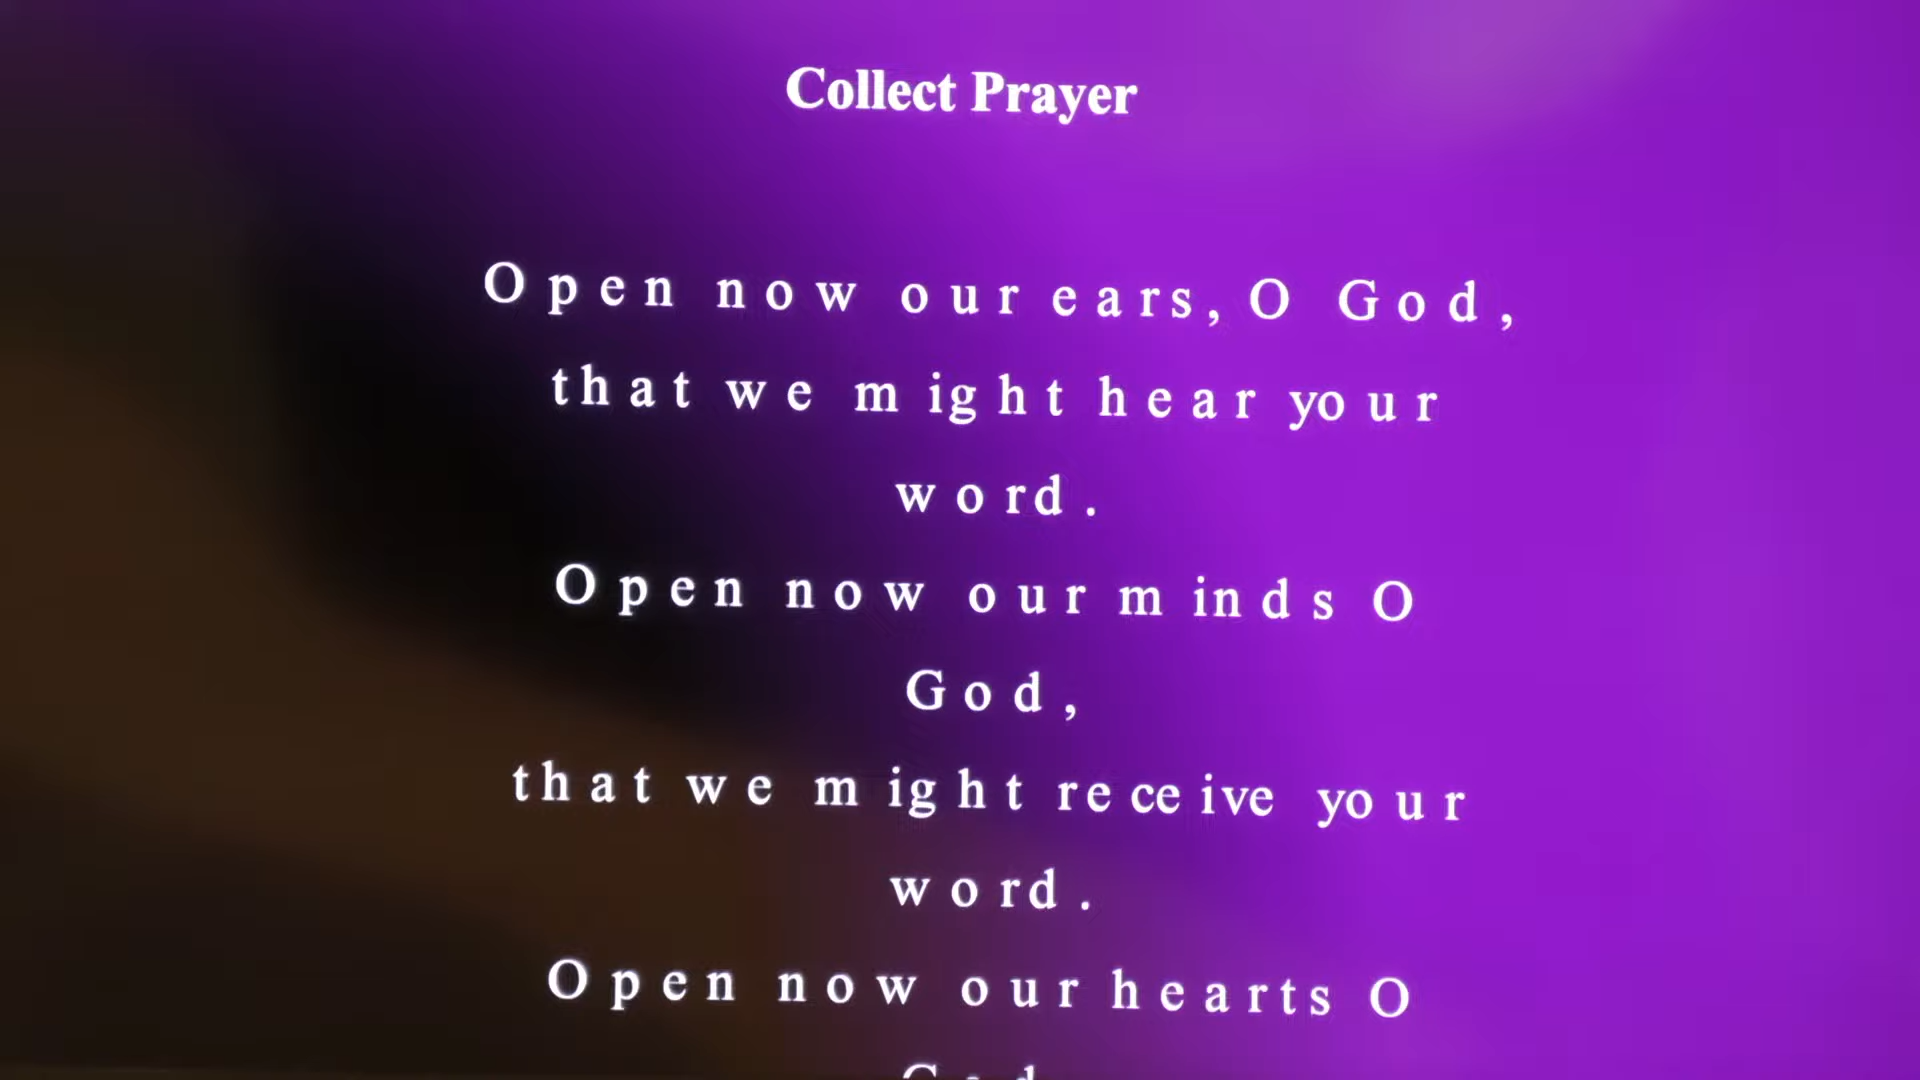 Collect Prayer
Open now our ears, O God,
that we might hear your
word.
Open now our minds O
God,
that we might receive your
word.
Open now our hearts O